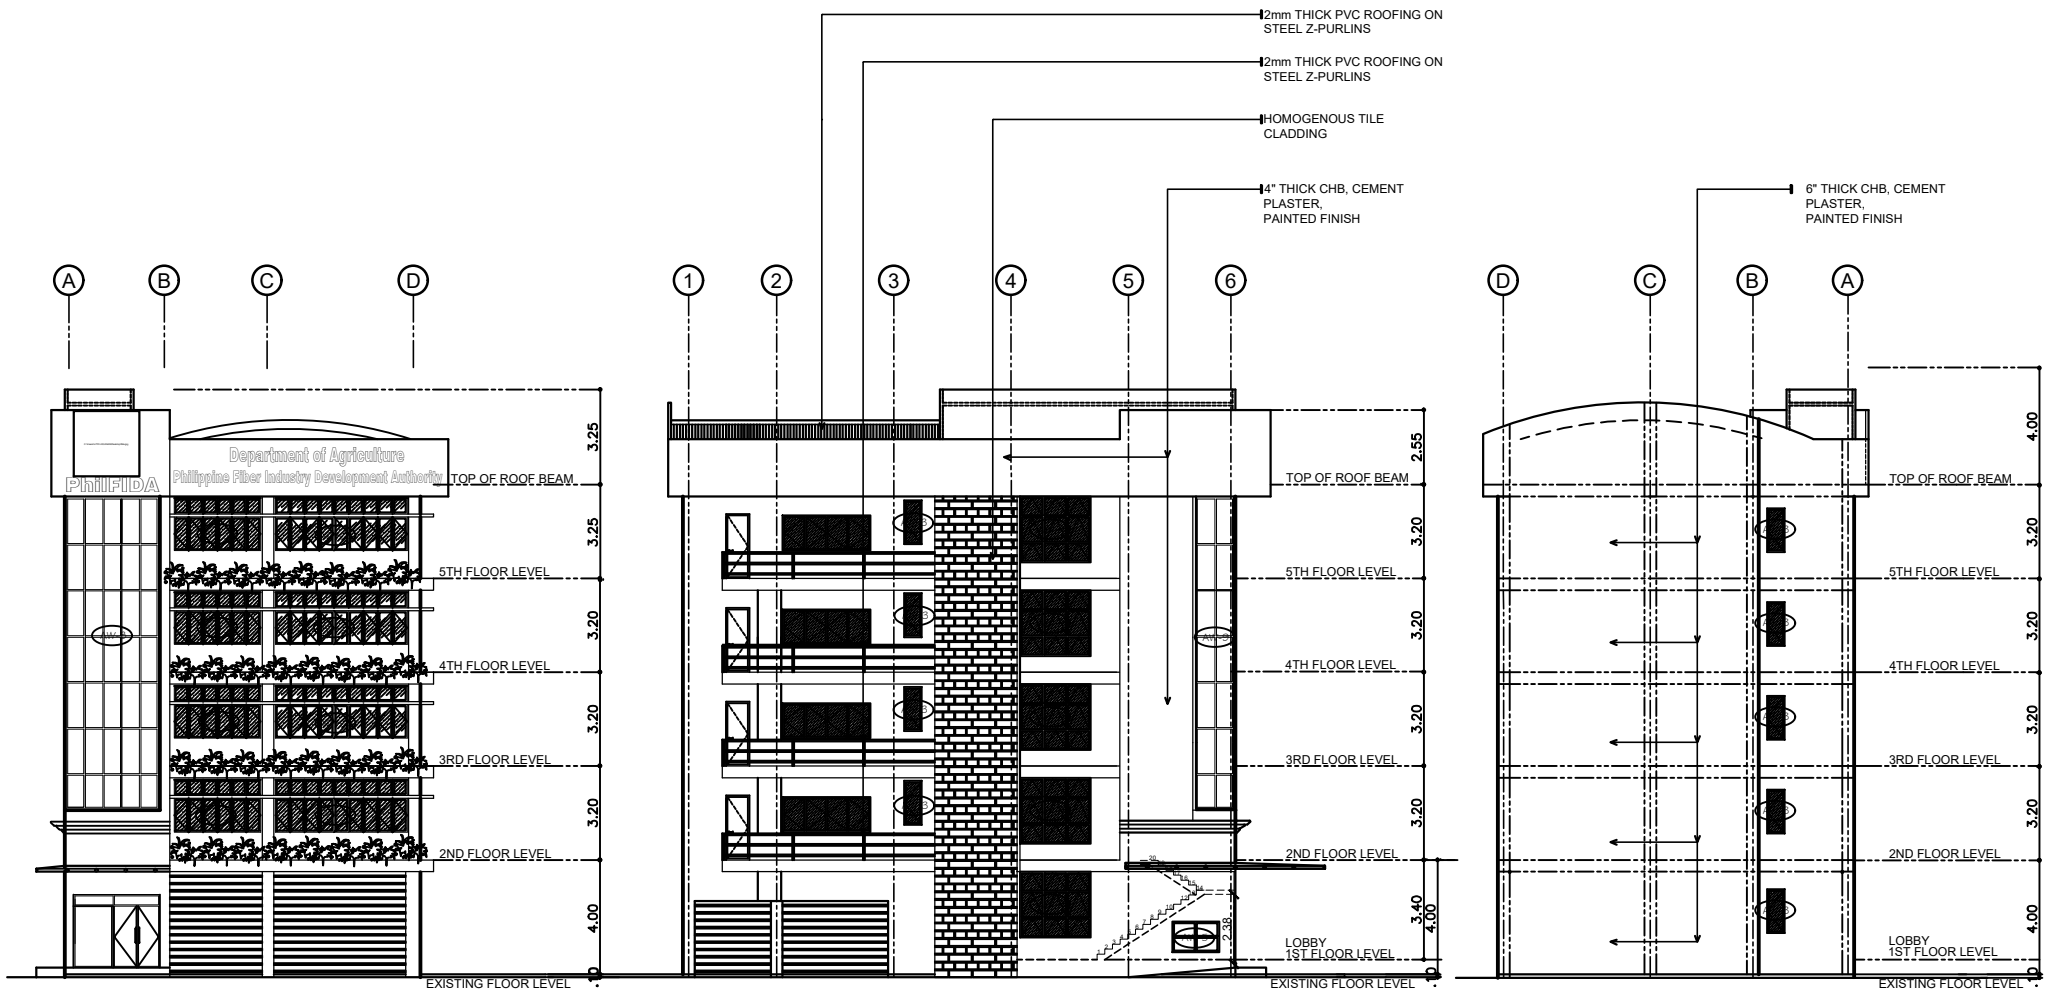 2mm THICK PVC ROOFING ON
STEEL Z-PURLINS
2mm THICK PVC ROOFING ON
STEEL Z-PURLINS
HOMOGENOUS TILE
CLADDING
4" THICK CHB, CEMENT
PLASTER,
PAINTED FINISH
6" THICK CHB, CEMENT
PLASTER,
PAINTED FINISH
A
B
C
D
Department of Agriculture
Philippine Fiber Industry Development Authority
PhilFIDA
TOP OF ROOF BEAM
5TH FLOOR LEVEL
4TH FLOOR LEVEL
3RD FLOOR LEVEL
2ND FLOOR LEVEL
EXISTING FLOOR LEVEL
3.25
3.25
3.20
3.20
3.20
4.00
1
2
3
4
5
6
TOP OF ROOF BEAM
5TH FLOOR LEVEL
4TH FLOOR LEVEL
3RD FLOOR LEVEL
2ND FLOOR LEVEL
LOBBY
1ST FLOOR LEVEL
EXISTING FLOOR LEVEL
2.55
3.20
3.20
3.20
3.20
3.40
4.00
2.38
D
C
B
A
TOP OF ROOF BEAM
5TH FLOOR LEVEL
4TH FLOOR LEVEL
3RD FLOOR LEVEL
2ND FLOOR LEVEL
LOBBY
1ST FLOOR LEVEL
EXISTING FLOOR LEVEL
4.00
3.20
3.20
3.20
3.20
4.00